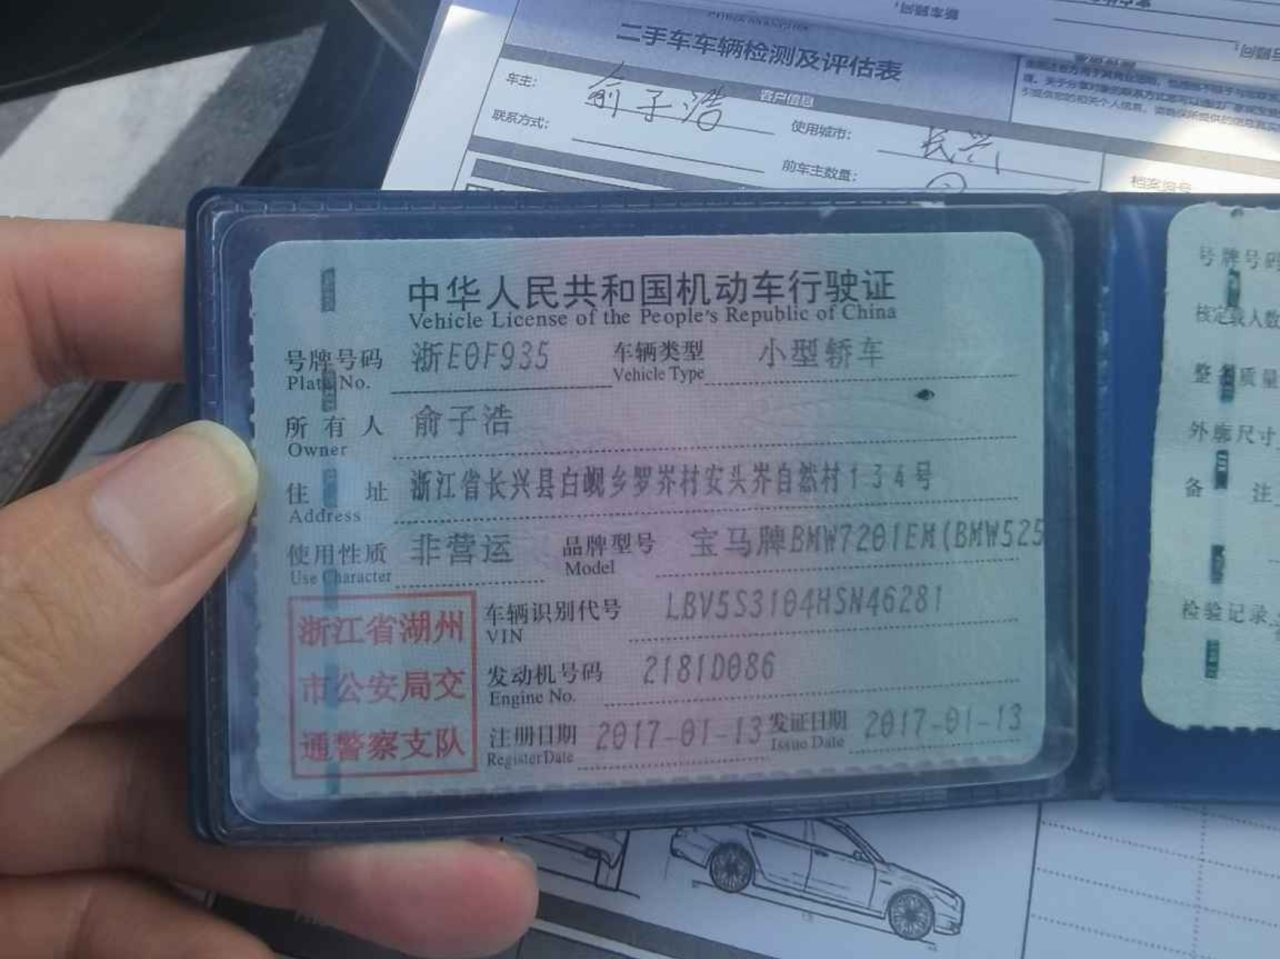 二手车车辆检测及评估表
客户信息
车主: 俞子浩
联系方式:
使用城市: 长兴
前车主数量:
中华人民共和国机动车行驶证
Vehicle License of the People's Republic of China
号牌号码 浙E0F935 车辆类型 小型轿车
Plate No. Vehicle Type
所有人 俞子浩
Owner
住址 浙江省长兴县白岘乡罗岕村安头岕自然村134号
Address
使用性质 非营运 品牌型号 宝马牌BMW7201EM(BMW525
Use Character Model
浙江省湖州
市公安局交
通警察支队
车辆识别代号 LBV5S3104HSN46281
VIN
发动机号码 2181D086
Engine No.
注册日期 2017-01-13 发证日期 2017-01-13
Register Date Issue Date
号牌号码
核定载人数
整备质量
外廓尺寸
备注
检验记录